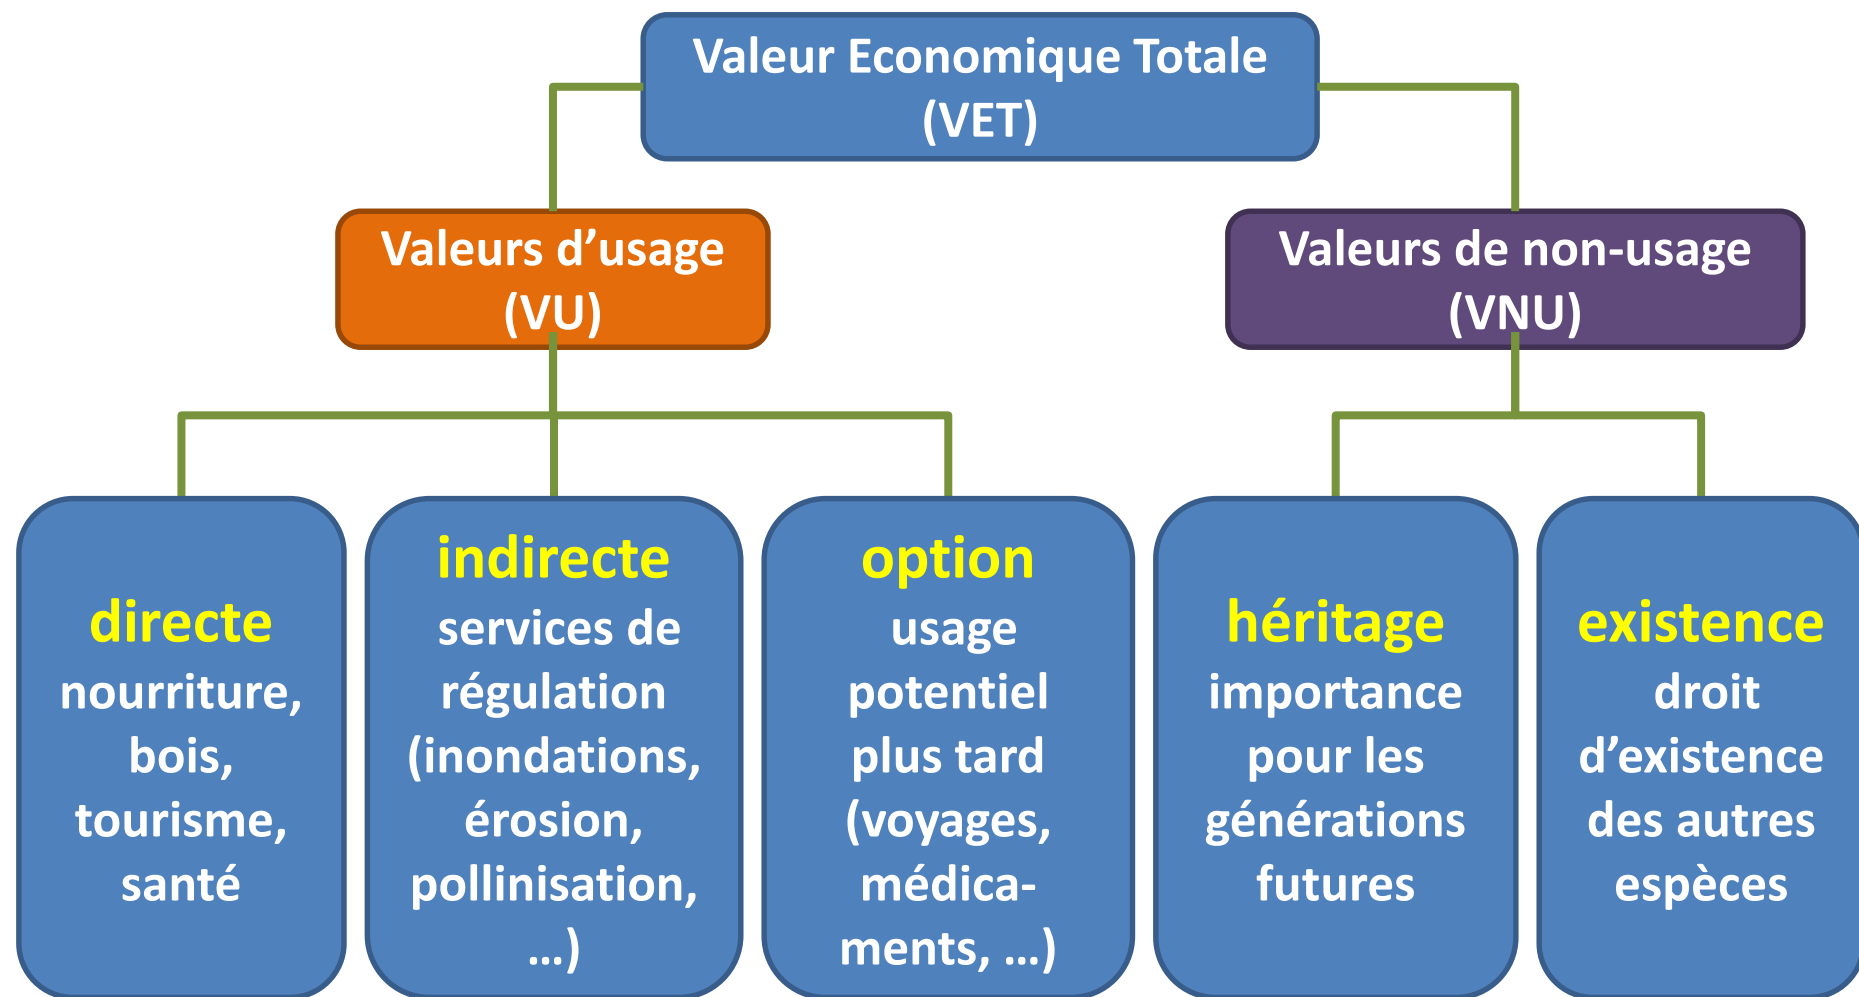 Valeur Economique Totale
(VET)
Valeurs d’usage
(VU)
Valeurs de non-usage
(VNU)
directe
nourriture,
bois,
tourisme,
santé
indirecte
services de
régulation
(inondations,
érosion,
pollinisation,
...)
option
usage
potentiel
plus tard
(voyages,
médica-
ments, ...)
héritage
importance
pour les
générations
futures
existence
droit
d’existence
des autres
espèces